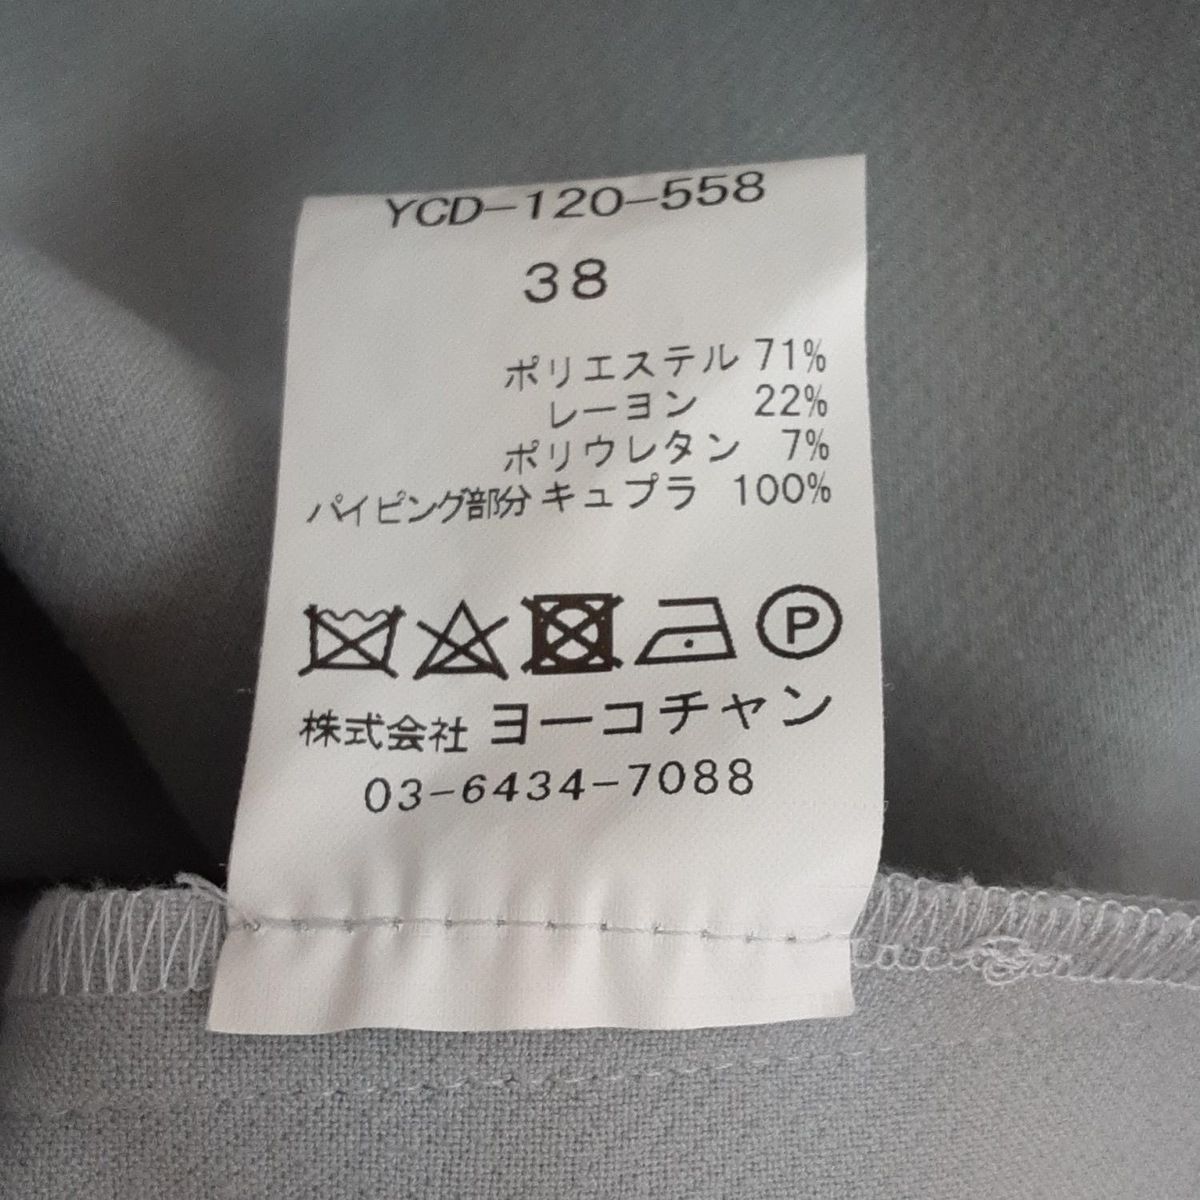 YCD-120-558
38
ポリエステル 71%
レーヨン 22%
ポリウレタン 7%
パイピング部分 キュプラ 100%
P
株式会社 ヨーコチャン
03-6434-7088